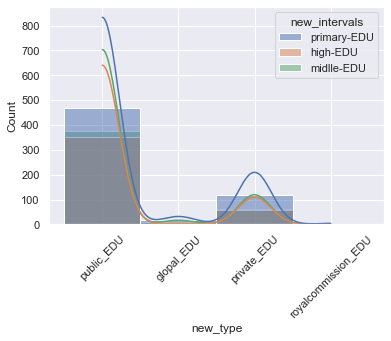 new_intervals
primary-EDU
high-EDU
midlle-EDU
800
700
600
500
400
300
200
100
0
Count
public_EDU
glopal_EDU
private_EDU
royalcommission_EDU
new_type